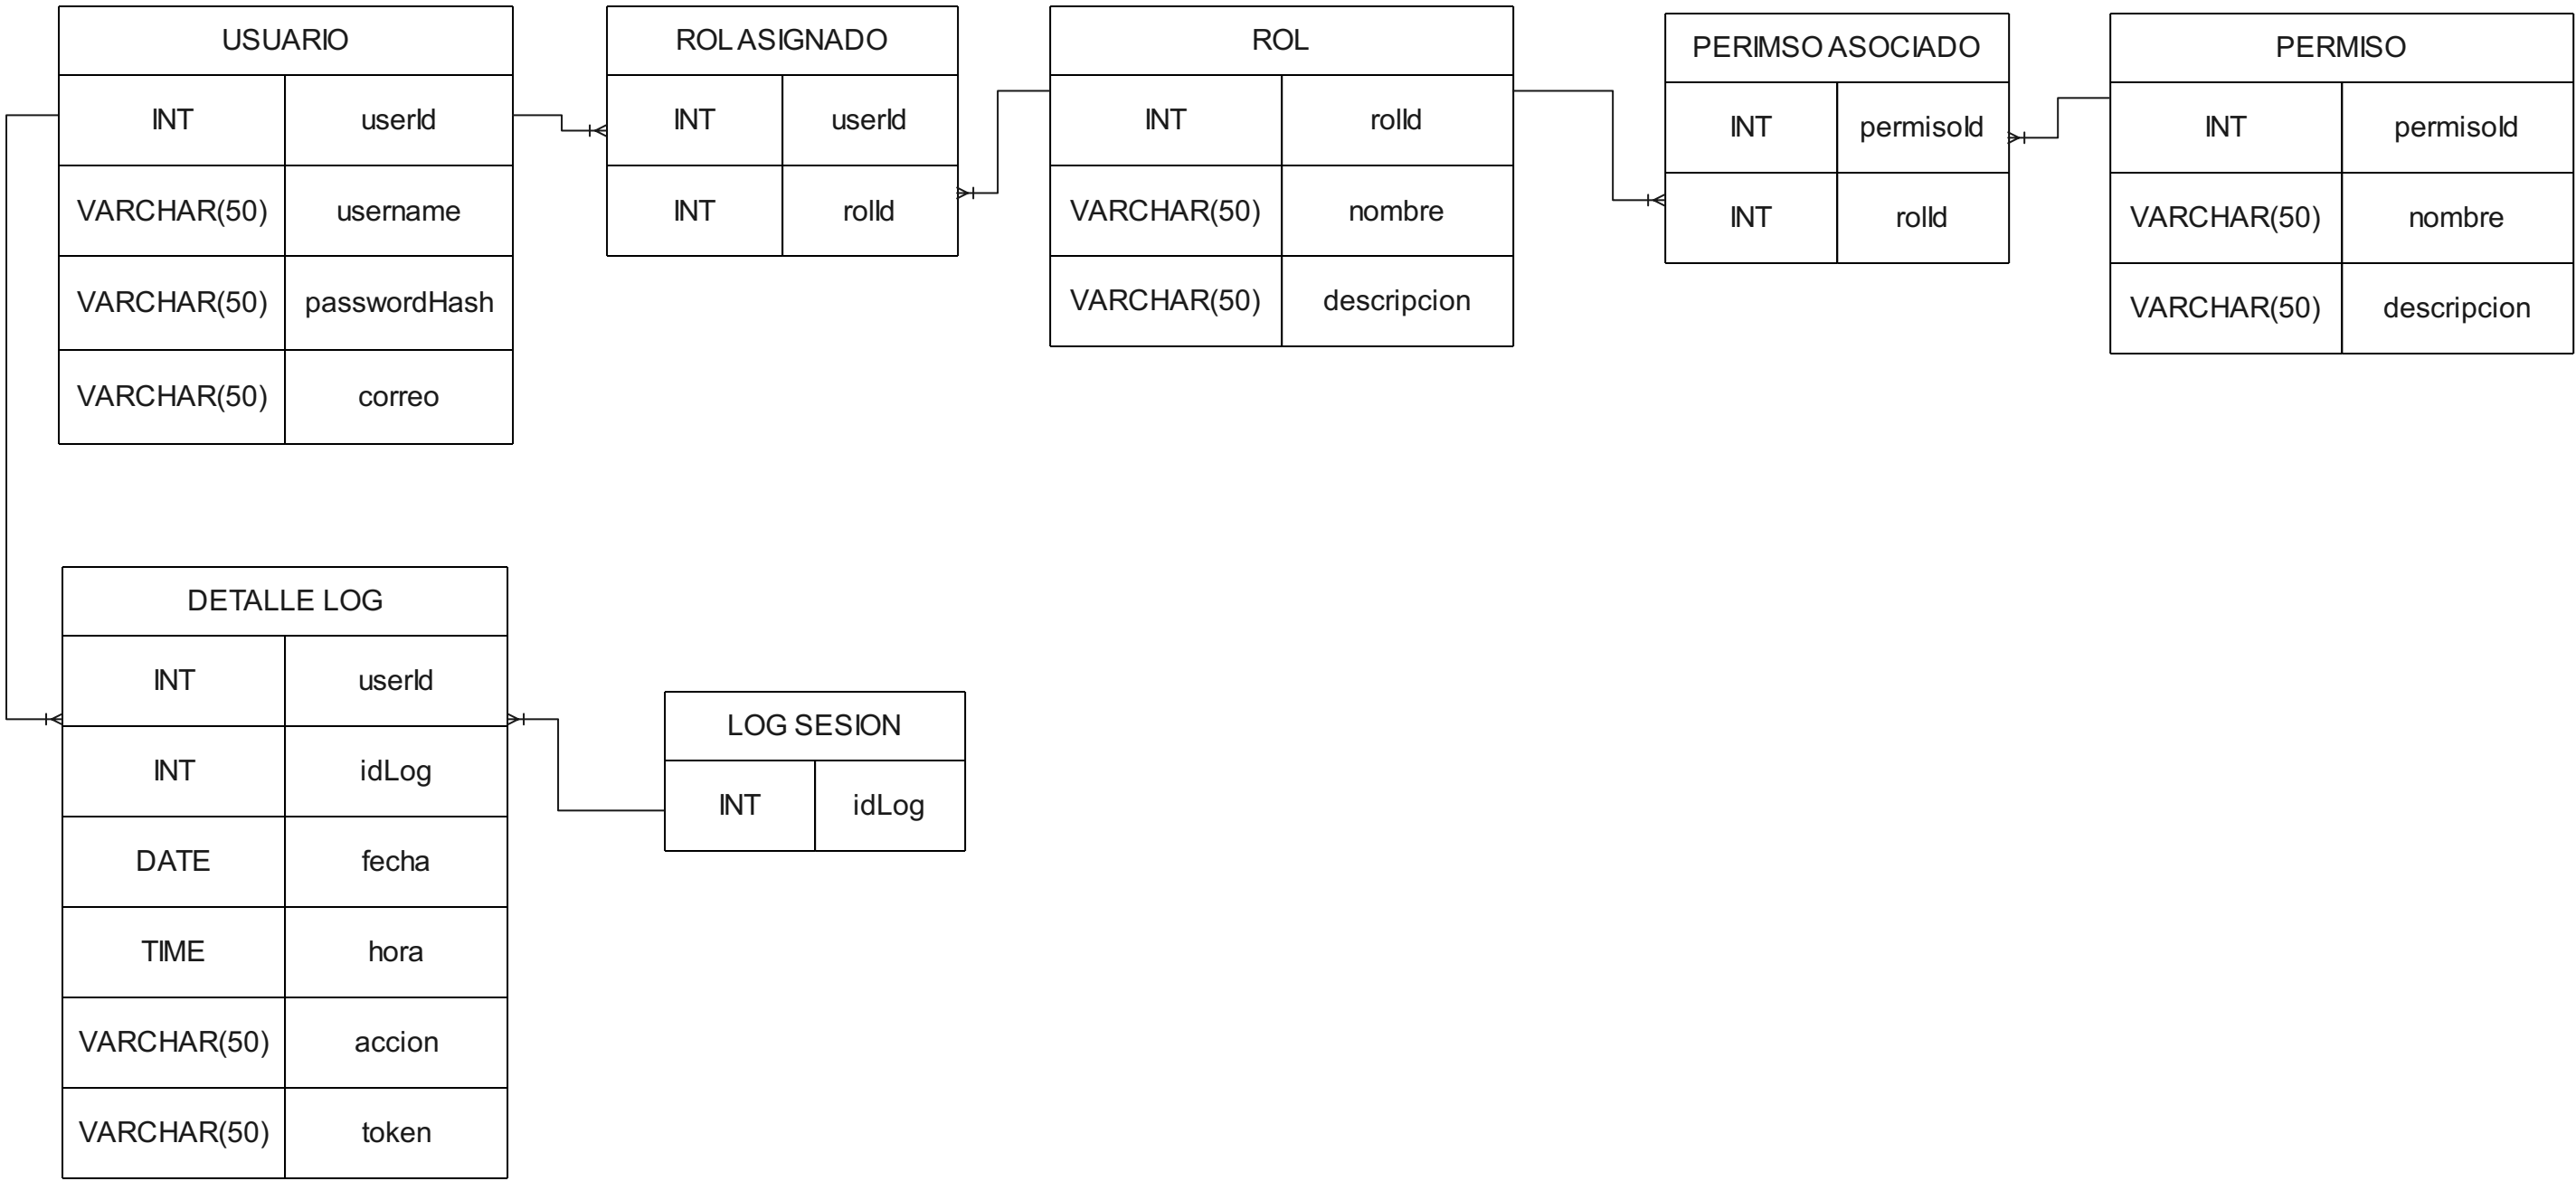 USUARIO
INT userId
VARCHAR(50) username
VARCHAR(50) passwordHash
VARCHAR(50) correo
ROL ASIGNADO
INT userId
INT rolId
ROL
INT rolId
VARCHAR(50) nombre
VARCHAR(50) descripcion
PERIMSO ASOCIADO
INT permisoId
INT rolId
PERMISO
INT permisoId
VARCHAR(50) nombre
VARCHAR(50) descripcion
DETALLE LOG
INT userId
INT idLog
DATE fecha
TIME hora
VARCHAR(50) accion
VARCHAR(50) token
LOG SESION
INT idLog